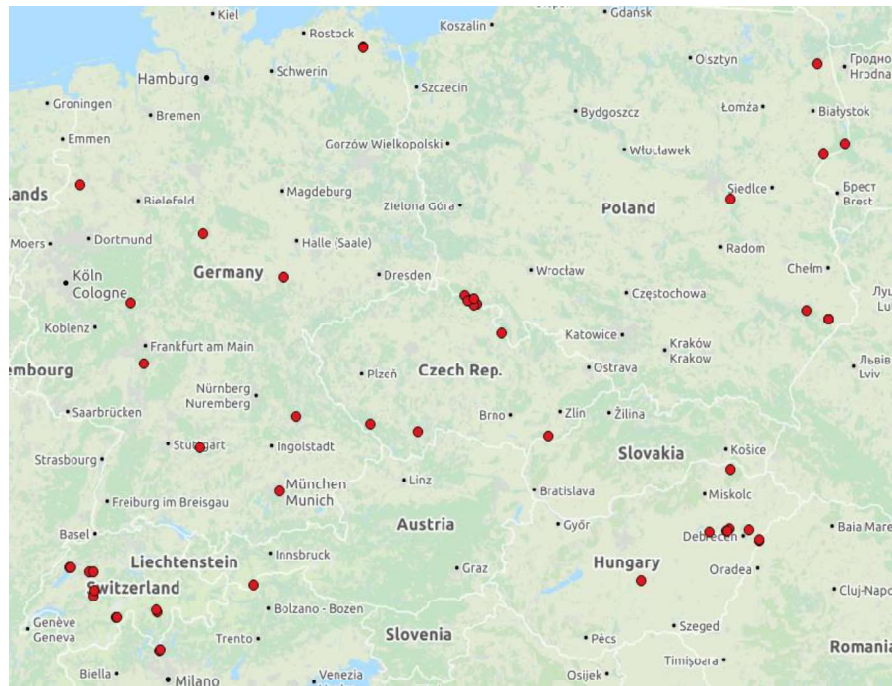 Kiel
Gdańsk
Rostock
Koszalin
Schwerin
Olsztyn
Гродно
Hrodna
Hamburg
Szczecin
Groningen
Bremen
Bydgoszcz
Łomża
Białystok
Emmen
Gorzów Wielkopolski
Włocławek
lands
Bielefeld
Magdeburg
Zielona Góra
Poland
Siedlce
Брест
Brest
Moers
Dortmund
Halle (Saale)
Radom
Köln
Cologne
Germany
Dresden
Wrocław
Chełm
Częstochowa
Koblenz
Frankfurt am Main
Katowice
Kraków
Krakow
Львів
Lviv
embourg
Plzeň
Czech Rep.
Ostrava
Nürnberg
Nuremberg
Saarbrücken
Brno
Zlín
Žilina
Stuttgart
Ingolstadt
Slovakia
Košice
Strasbourg
München
Munich
Linz
Bratislava
Miskolc
Freiburg im Breisgau
Basel
Austria
Győr
Debrecen
Baia Mare
Liechtenstein
Innsbruck
Graz
Hungary
Oradea
Switzerland
Cluj-Napo
Bolzano - Bozen
Genève
Geneva
Trento
Slovenia
Pécs
Szeged
Romania
Biella
Milano
Venezia
Osijek
Timișoara